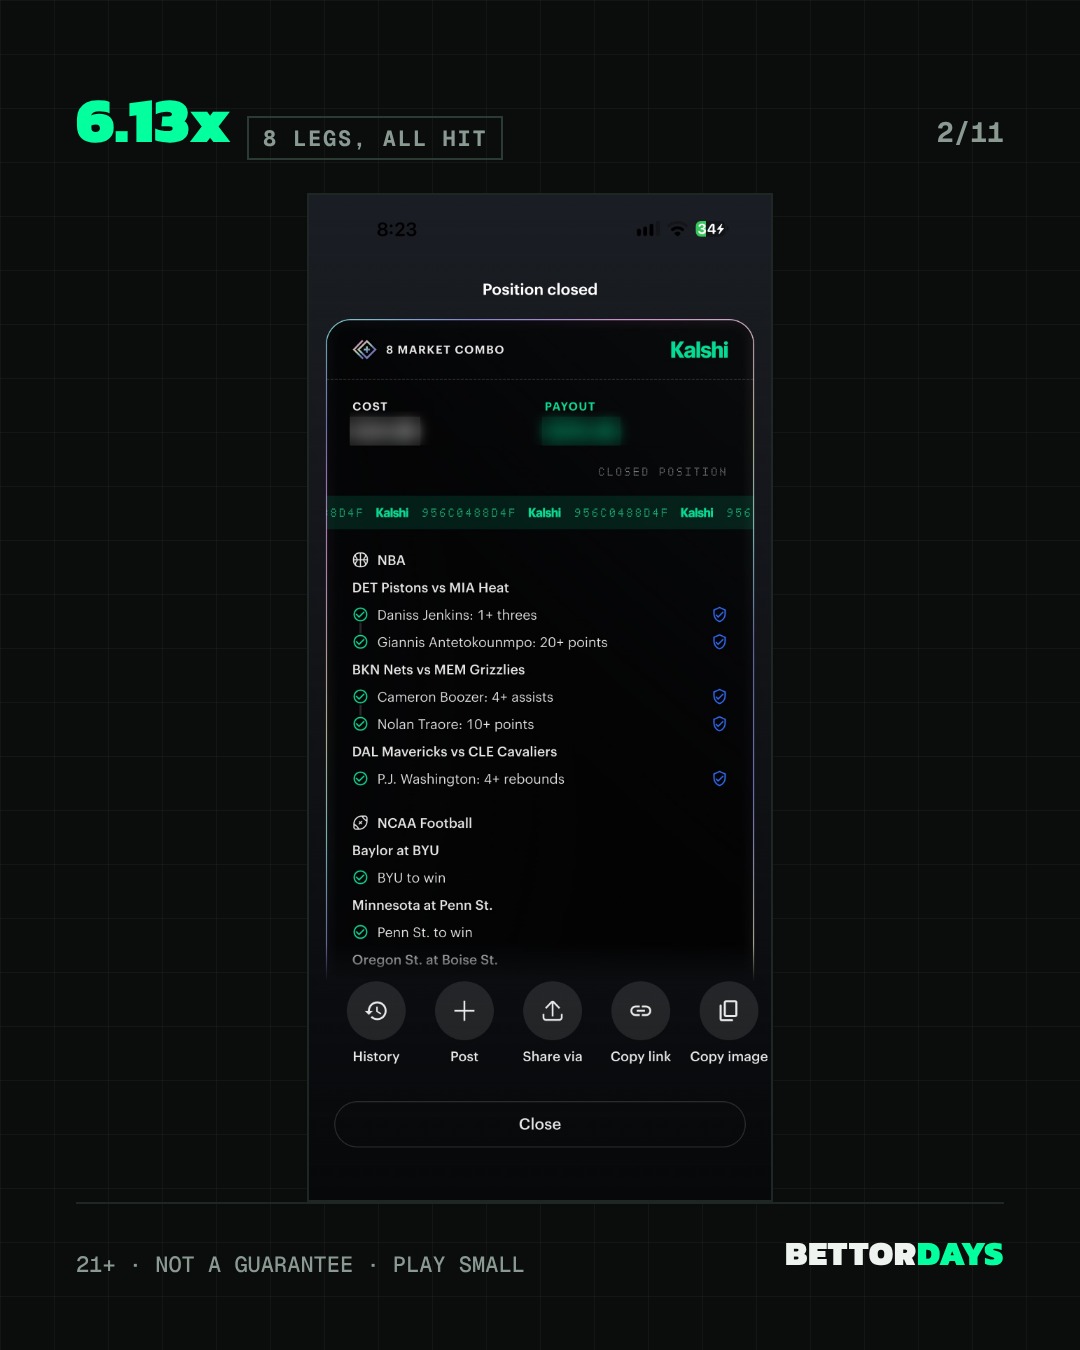 6.13x
8 LEGS, ALL HIT
2/11
8:23
34
Position closed
8 MARKET COMBO
Kalshi
COST
PAYOUT
CLOSED POSITION
8D4F Kalshi 956C0488D4F Kalshi 956C0488D4F Kalshi 956
NBA
DET Pistons vs MIA Heat
Daniss Jenkins: 1+ threes
Giannis Antetokounmpo: 20+ points
BKN Nets vs MEM Grizzlies
Cameron Boozer: 4+ assists
Nolan Traore: 10+ points
DAL Mavericks vs CLE Cavaliers
P.J. Washington: 4+ rebounds
NCAA Football
Baylor at BYU
BYU to win
Minnesota at Penn St.
Penn St. to win
Oregon St. at Boise St.
History
Post
Share via
Copy link
Copy image
Close
21+ · NOT A GUARANTEE · PLAY SMALL
BETTORDAYS